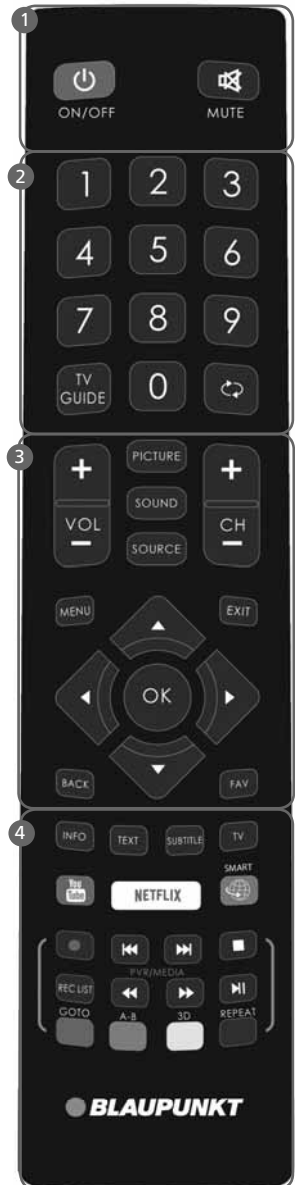 1
ON/OFF MUTE
2
1 2 3
4 5 6
7 8 9
TV GUIDE 0
3
+ PICTURE +
SOUND
VOL CH
- SOURCE -
MENU EXIT
OK
BACK FAV
4
INFO TEXT SUBTITLE TV
You Tube NETFLIX SMART
PVR/MEDIA
REC LIST
GOTO A-B 3D REPEAT
BLAUPUNKT